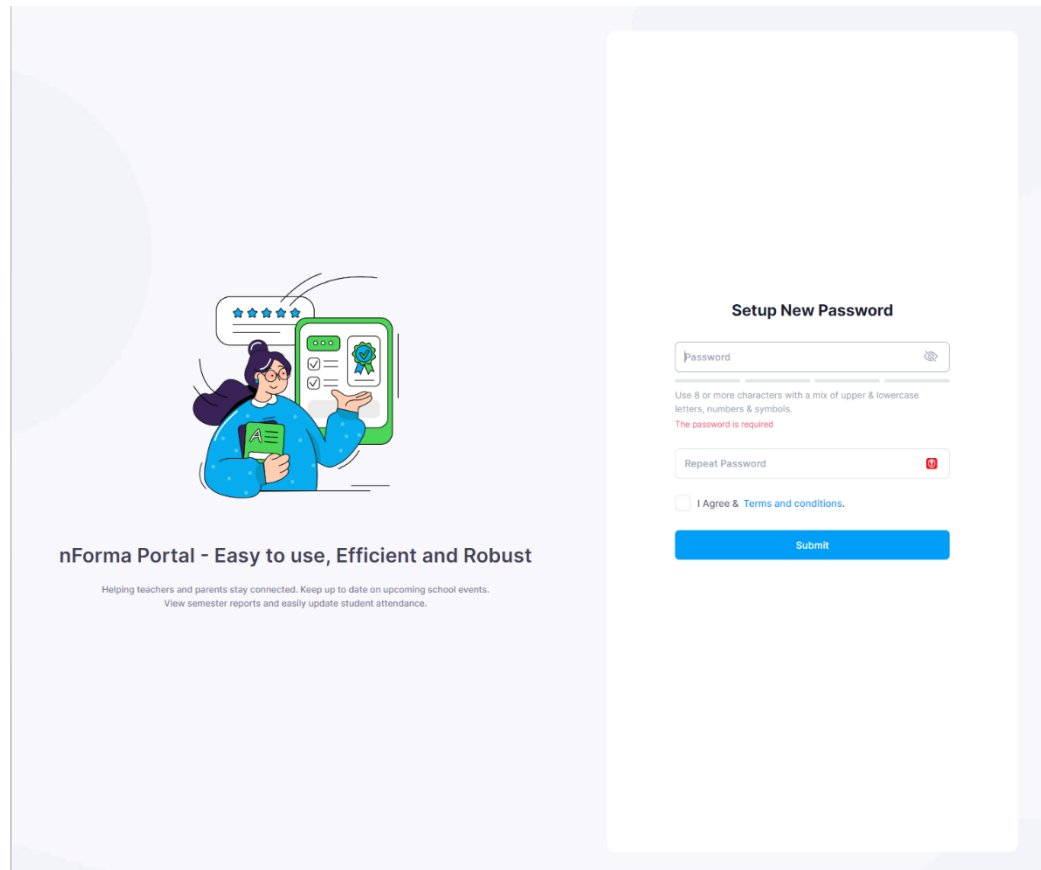 nForma Portal - Easy to use, Efficient and Robust
Helping teachers and parents stay connected. Keep up to date on upcoming school events.
View semester reports and easily update student attendance.
Setup New Password
Password
Use 8 or more characters with a mix of upper & lowercase
letters, numbers & symbols.
The password is required
Repeat Password
I Agree & Terms and conditions.
Submit
A